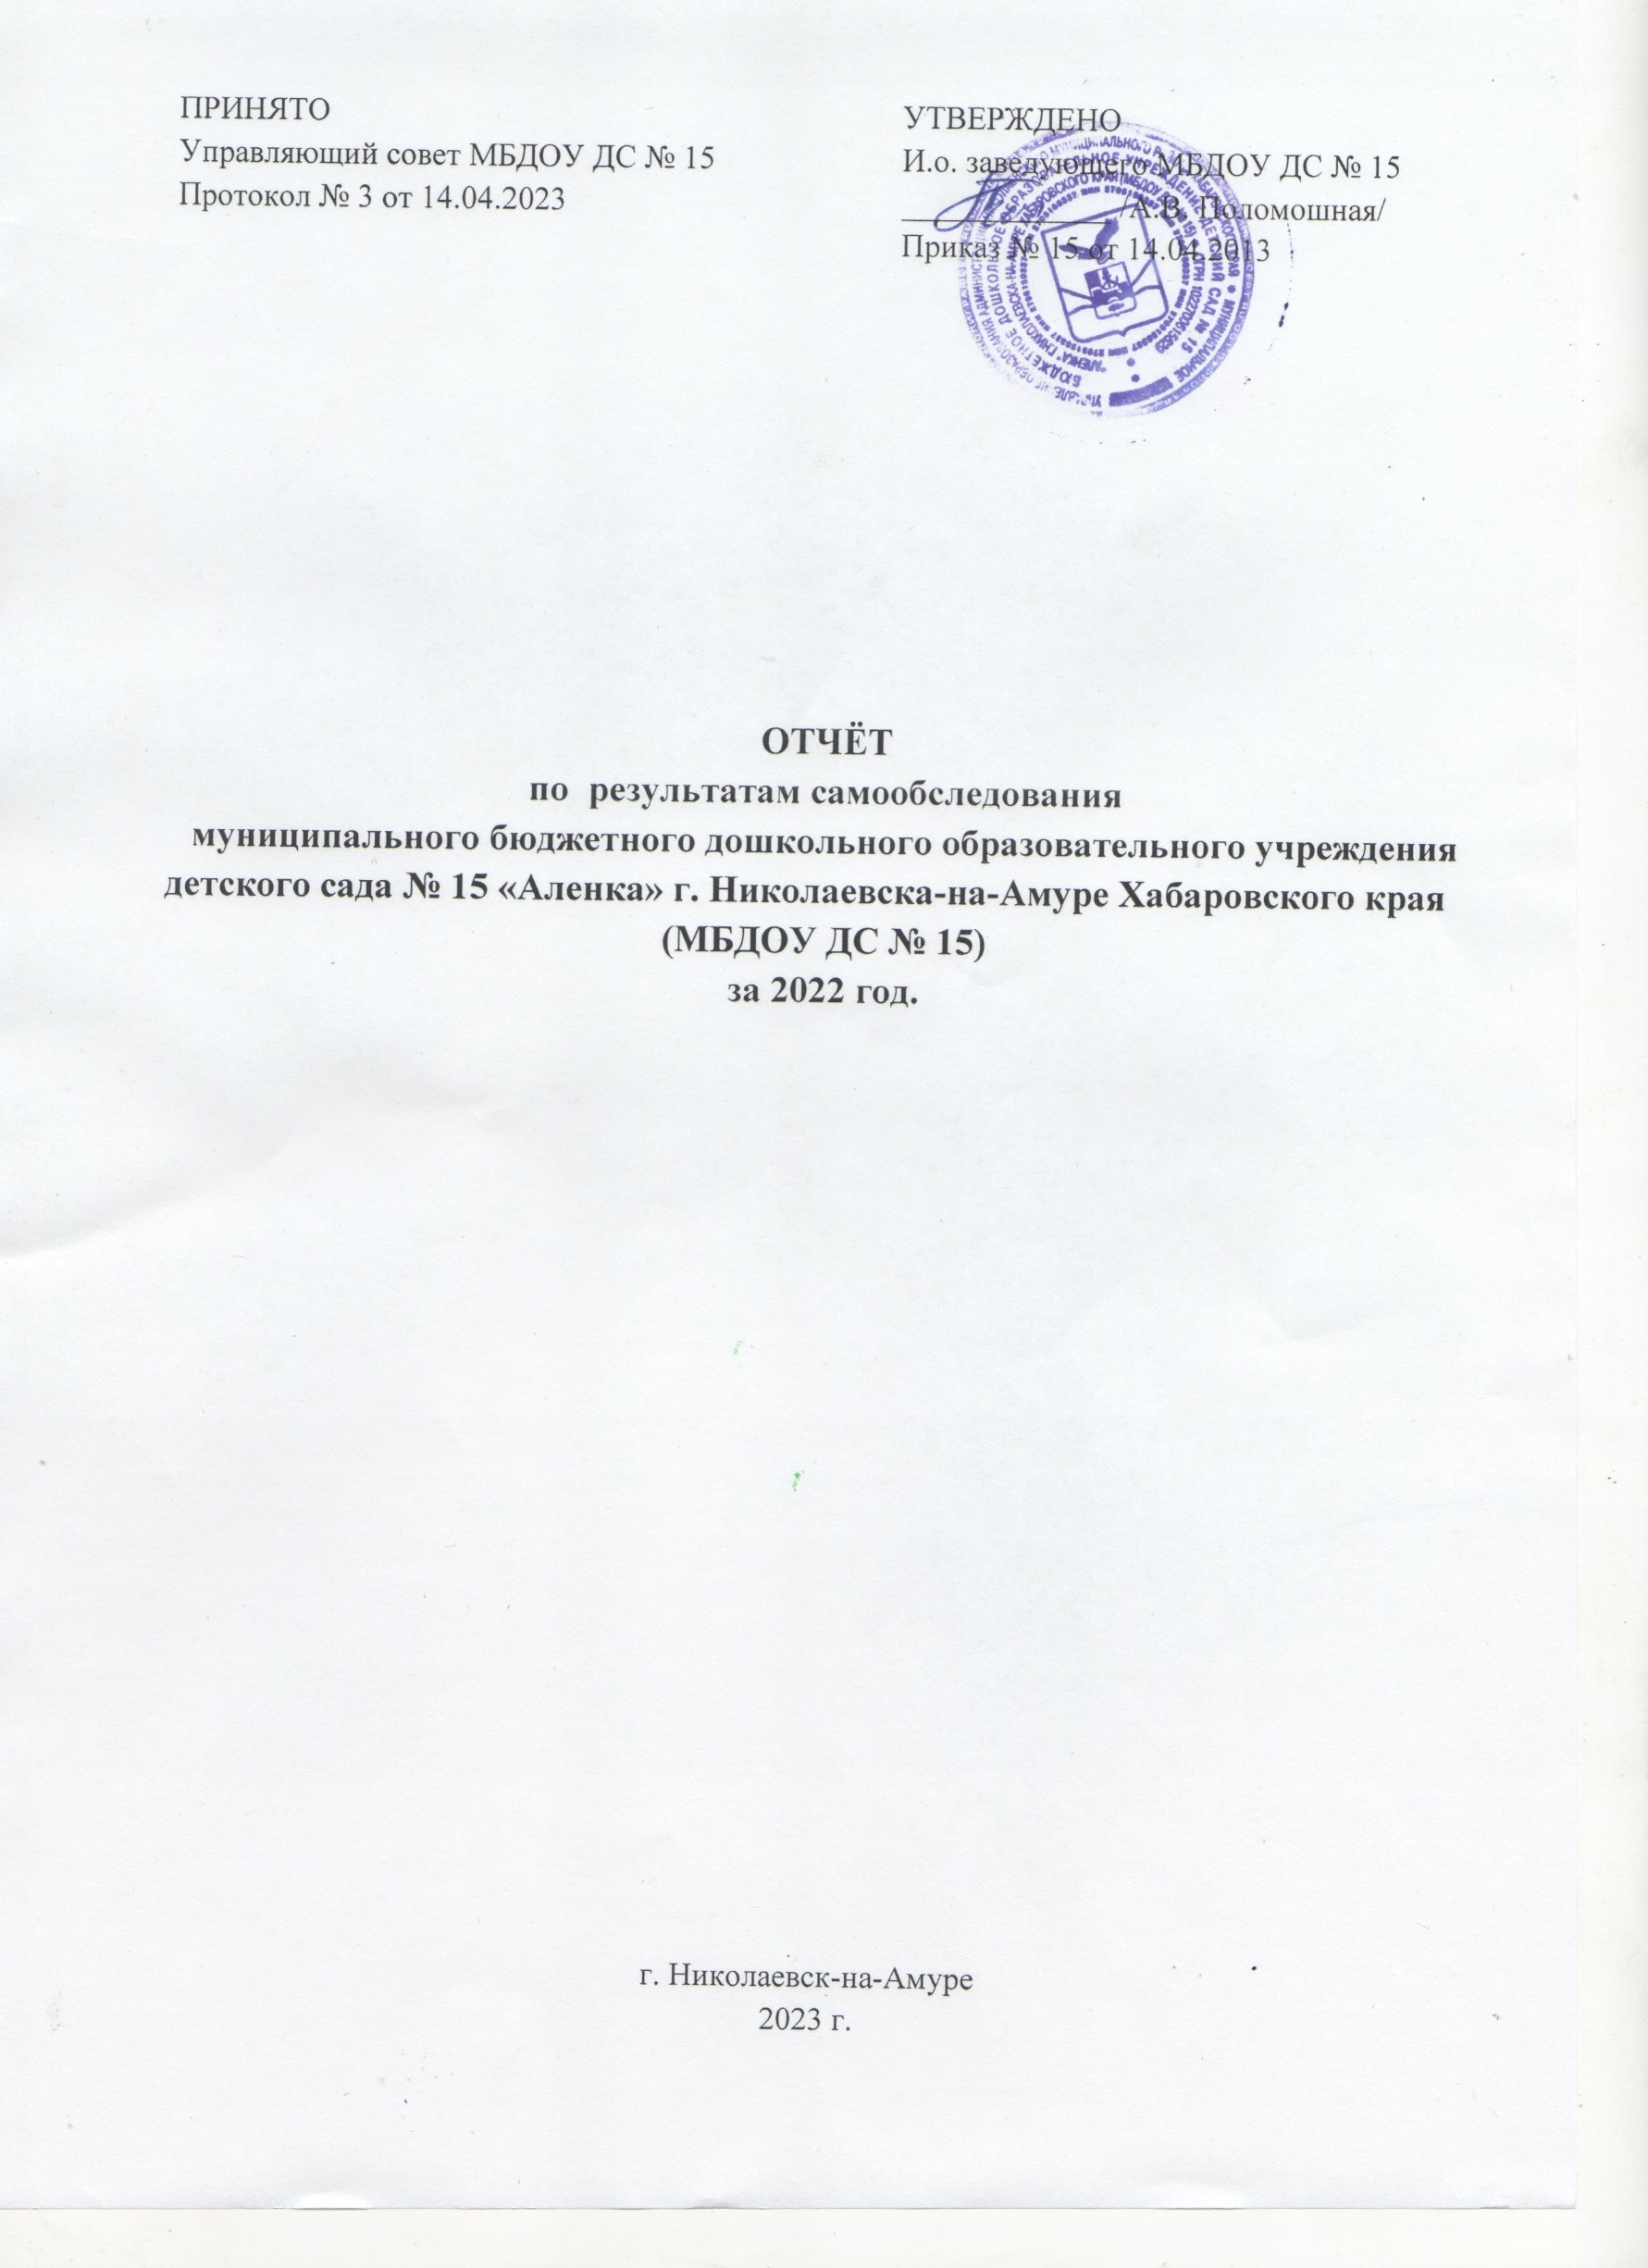 ПРИНЯТО
Управляющий совет МБДОУ ДС № 15
Протокол № 3 от 14.04.2023
УТВЕРЖДЕНО
И.о. заведующего МБДОУ ДС № 15
/А.В. Поломошная/
Приказ № 15 от 14.04.2013
ОТЧЁТ
по результатам самообследования
муниципального бюджетного дошкольного образовательного учреждения
детского сада № 15 «Аленка» г. Николаевска-на-Амуре Хабаровского края
(МБДОУ ДС № 15)
за 2022 год.
г. Николаевск-на-Амуре
2023 г.